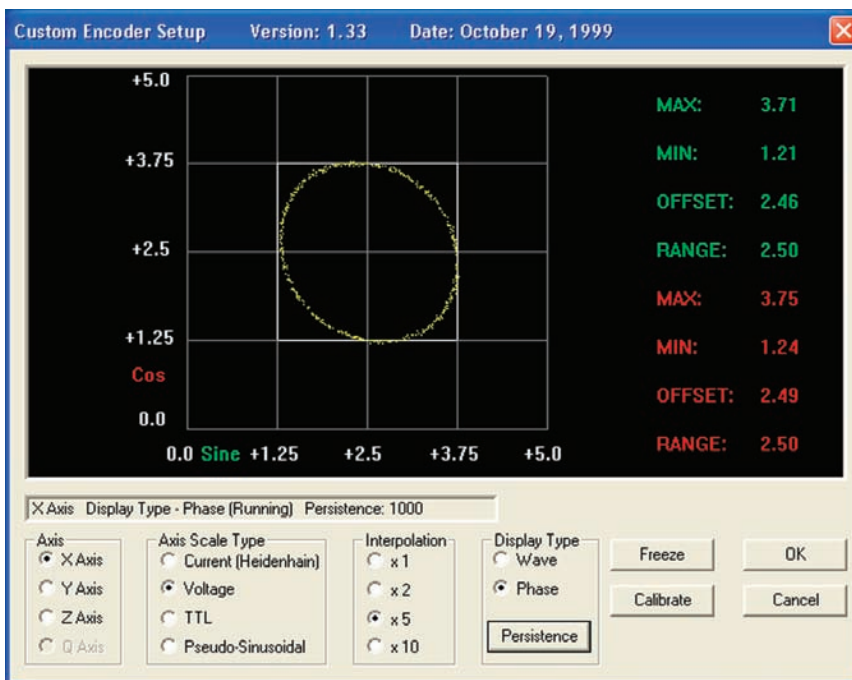 Custom Encoder Setup Version: 1.33 Date: October 19, 1999
+5.0
+3.75
+2.5
+1.25
Cos
0.0
0.0 Sine +1.25 +2.5 +3.75 +5.0
MAX: 3.71
MIN: 1.21
OFFSET: 2.46
RANGE: 2.50
MAX: 3.75
MIN: 1.24
OFFSET: 2.49
RANGE: 2.50
X Axis Display Type - Phase (Running) Persistence: 1000
Axis
X Axis
Y Axis
Z Axis
Q Axis
Axis Scale Type
Current (Heidenhain)
Voltage
TTL
Pseudo-Sinusoidal
Interpolation
x 1
x 2
x 5
x 10
Display Type
Wave
Phase
Persistence
Freeze
OK
Calibrate
Cancel